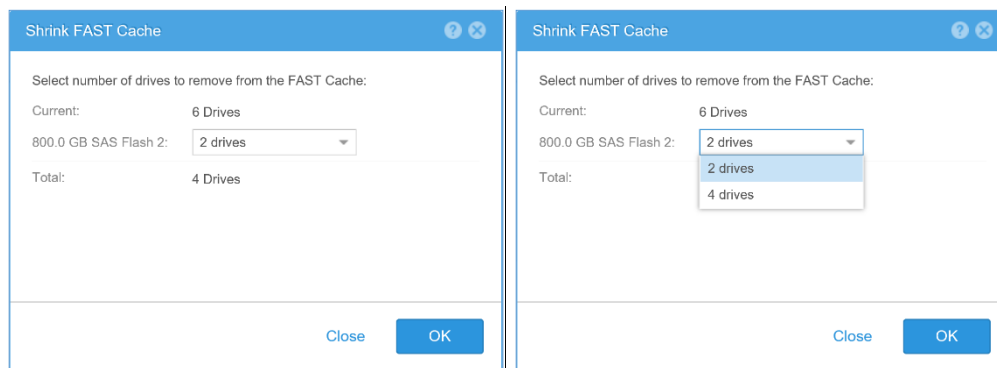 Shrink FAST Cache
Select number of drives to remove from the FAST Cache:
Current: 6 Drives
800.0 GB SAS Flash 2: 2 drives
Total: 4 Drives
Close OK
Shrink FAST Cache
Select number of drives to remove from the FAST Cache:
Current: 6 Drives
800.0 GB SAS Flash 2: 2 drives
2 drives
Total:
4 drives
Close OK